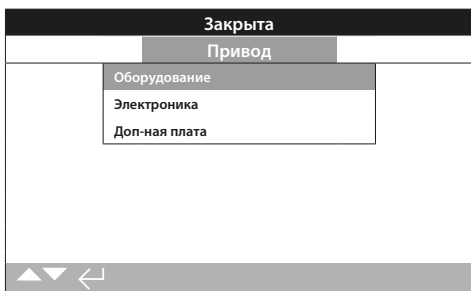 Закрыта
Привод
Оборудование
Электроника
Доп-ная плата